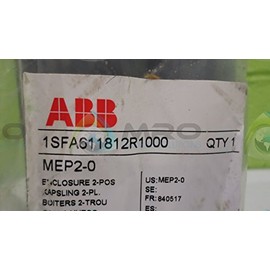 ABB
1SFA611812R1000 QTY 1
MEP2-0
ENCLOSURE 2-POS
KAPSLING 2-PL.
BOITERS 2-TROU
US: MEP2-0
SE:
FR: 840517
ES: